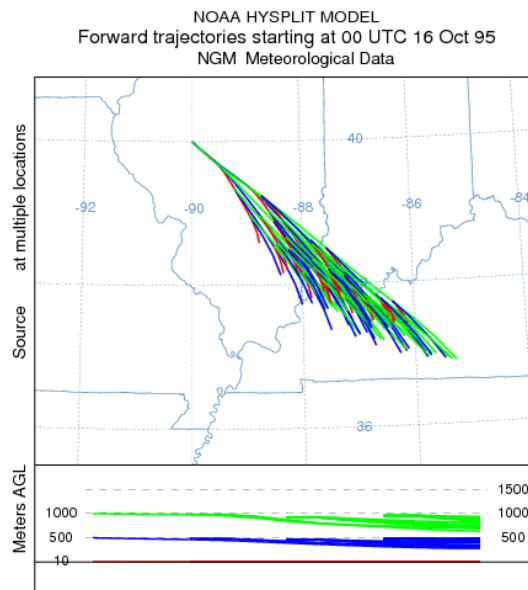 NOAA HYSPLIT MODEL
Forward trajectories starting at 00 UTC 16 Oct 95
NGM Meteorological Data
Source at multiple locations
40
-92
-90
-88
-86
-84
36
Meters AGL
1500
1000
1000
500
500
10